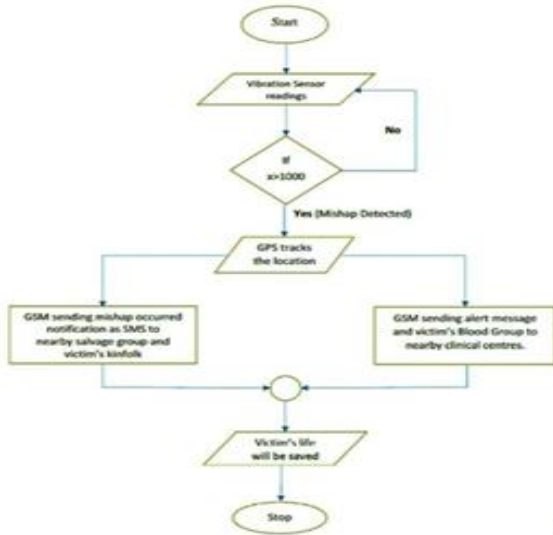 Start
Vibration Sensor
readings
No
If
x>1000
Yes (Mishap Detected)
GPS tracks
the location
GSM sending mishap occurred
notification as SMS to
nearby salvage group and
victim's kinfolk
GSM sending alert message
and victim's Blood Group to
nearby clinical centres.
Victim's life
will be saved
Stop